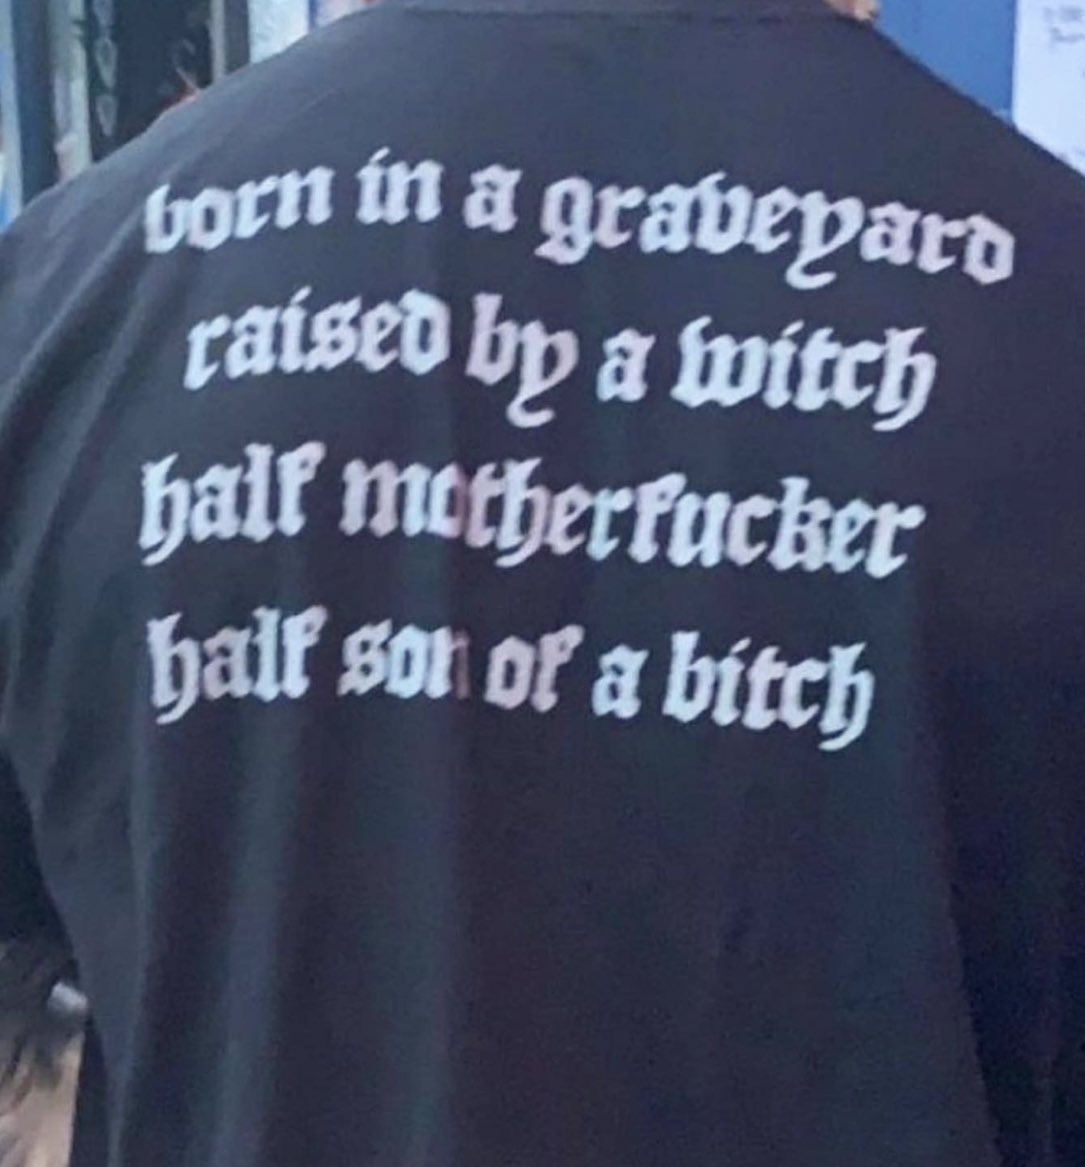 born in a graveyard
raised by a witch
half motherfucker
half son of a bitch